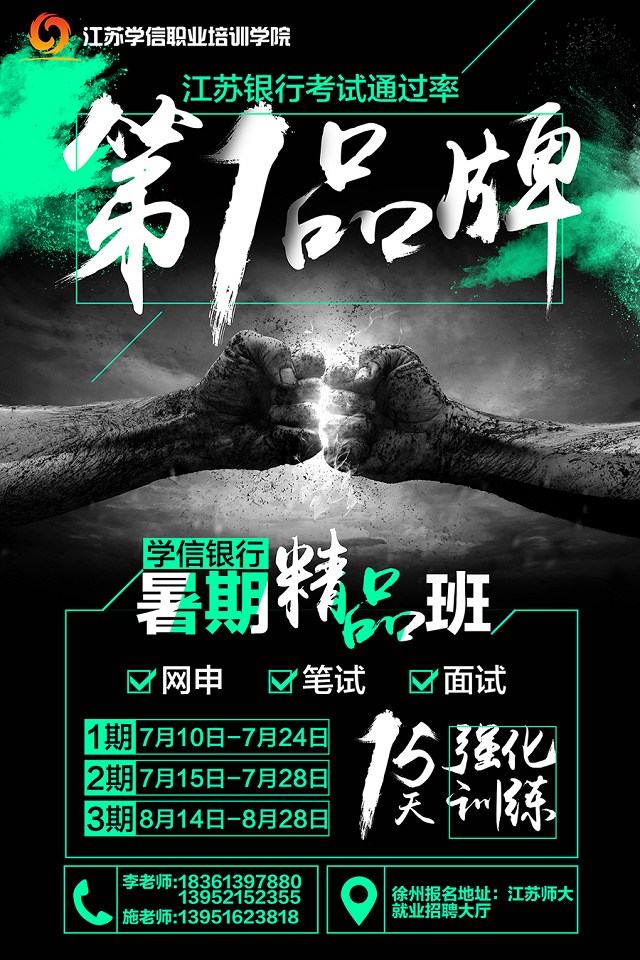 江苏学信职业培训学院
江苏银行考试通过率
第1品牌
学信银行
暑期精品班
网申 笔试 面试
1期 7月10日-7月24日
2期 7月15日-7月28日
3期 8月14日-8月28日
15天
强化
训练
李老师:18361397880
13952152355
施老师:13951623818
徐州报名地址：江苏师大
就业招聘大厅